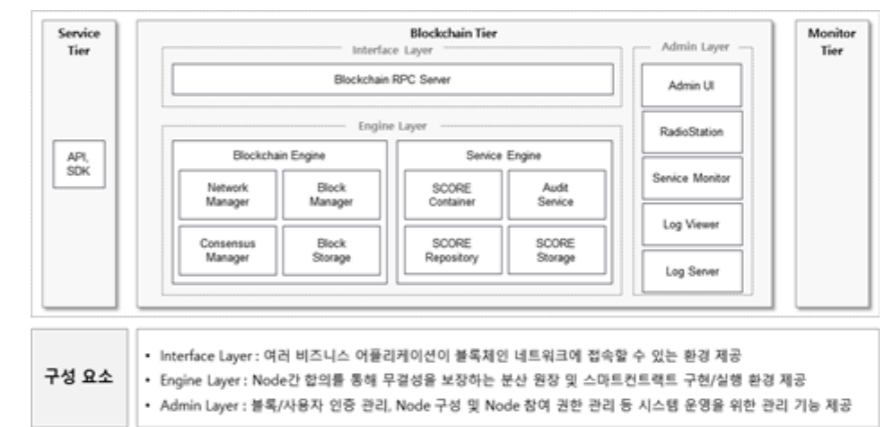 Service
Tier
Blockchain Tier
Monitor
Tier
Interface Layer
Blockchain RPC Server
Engine Layer
Blockchain Engine
Network
Manager
Block
Manager
Consensus
Manager
Block
Storage
Service Engine
SCORE
Container
Audit
Service
SCORE
Repository
SCORE
Storage
Admin Layer
Admin UI
RadioStation
Service Monitor
Log Viewer
Log Server
API,
SDK
구성 요소
• Interface Layer : 여러 비즈니스 어플리케이션이 블록체인 네트워크에 접속할 수 있는 환경 제공
• Engine Layer : Node간 합의를 통해 무결성을 보장하는 분산 원장 및 스마트컨트랙트 구현/실행 환경 제공
• Admin Layer : 블록/사용자 인증 관리, Node 구성 및 Node 참여 권한 관리 등 시스템 운영을 위한 관리 기능 제공